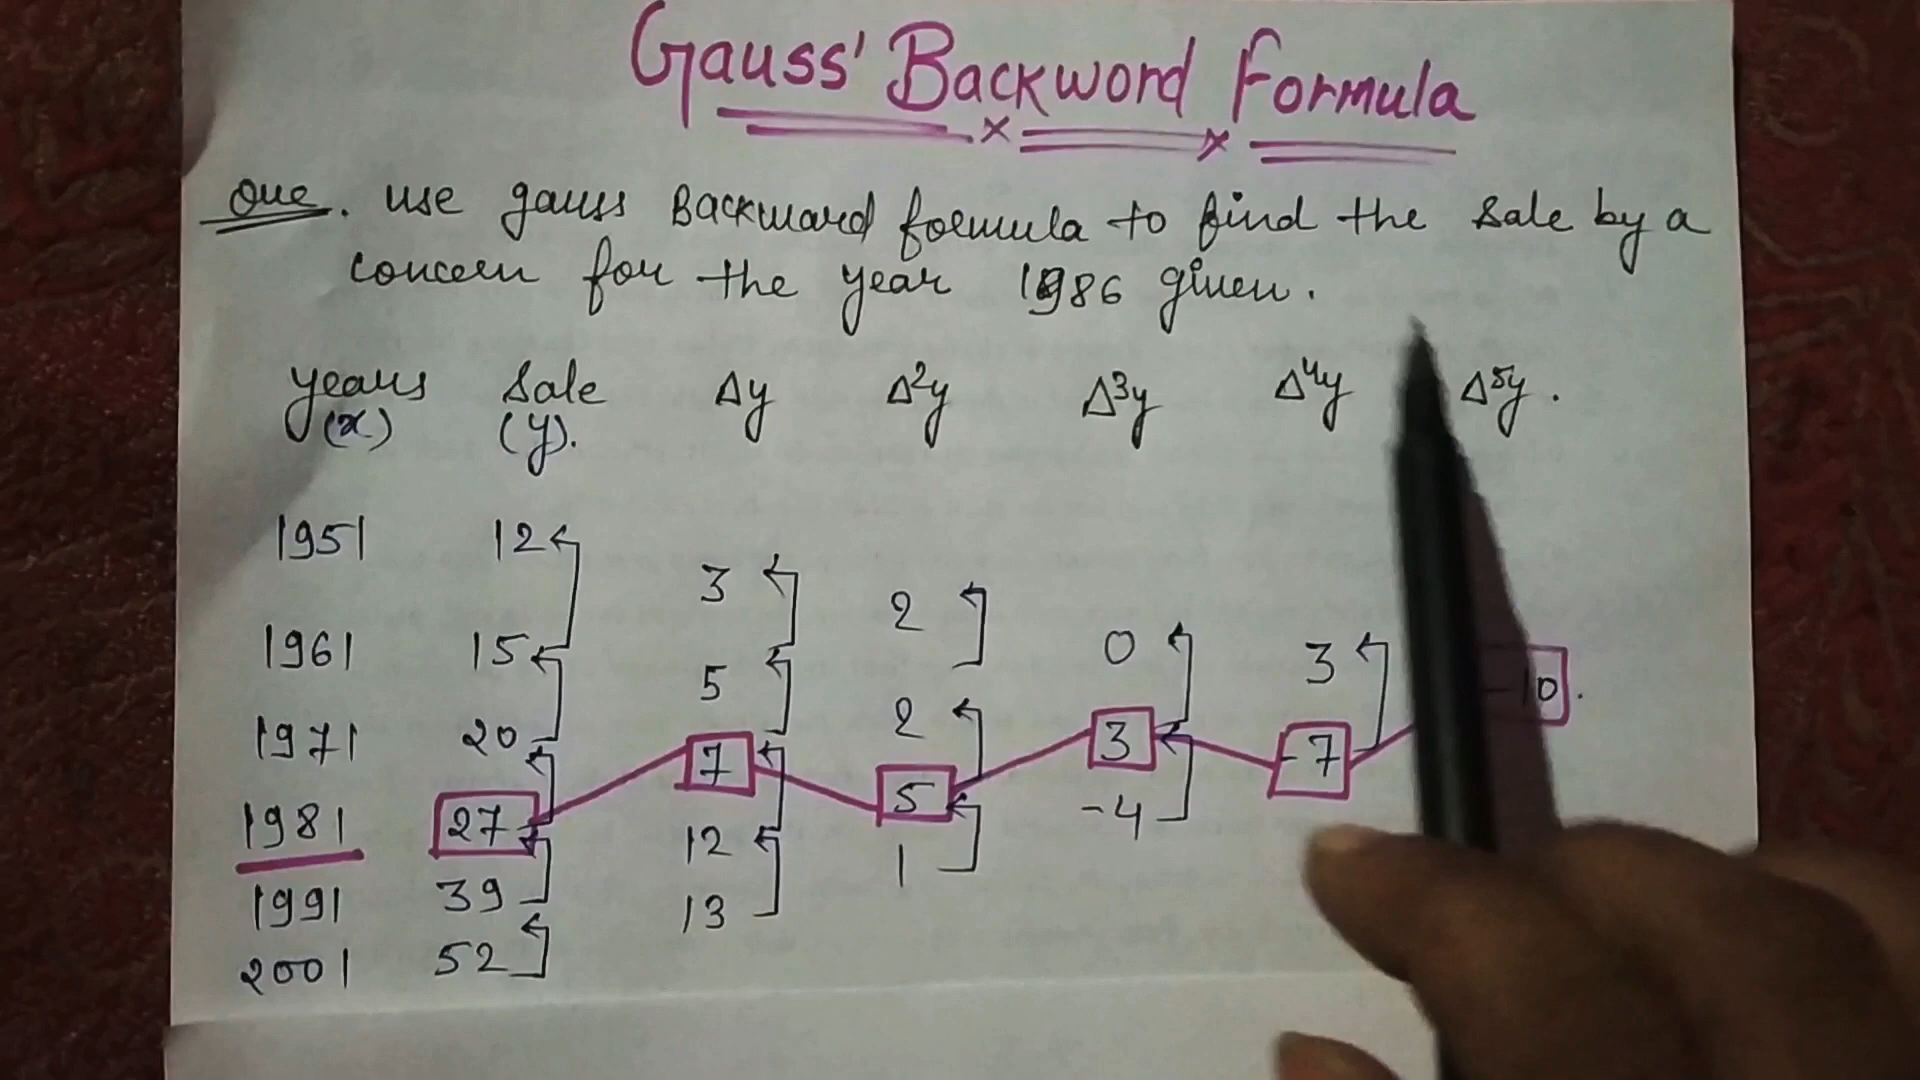 Gauss' Backword Formula
Que. use gauss Backward formula to find the sale by a
concern for the year 1986 given.
years sale Δy Δ²y Δ³y Δ⁴y Δ⁵y.
(x) (y).
1951 12
3 2
1961 15 0 3
5 2 -10.
1971 20 7 3 -7
1981 27 5 -4
12 1
1991 39 13
2001 52